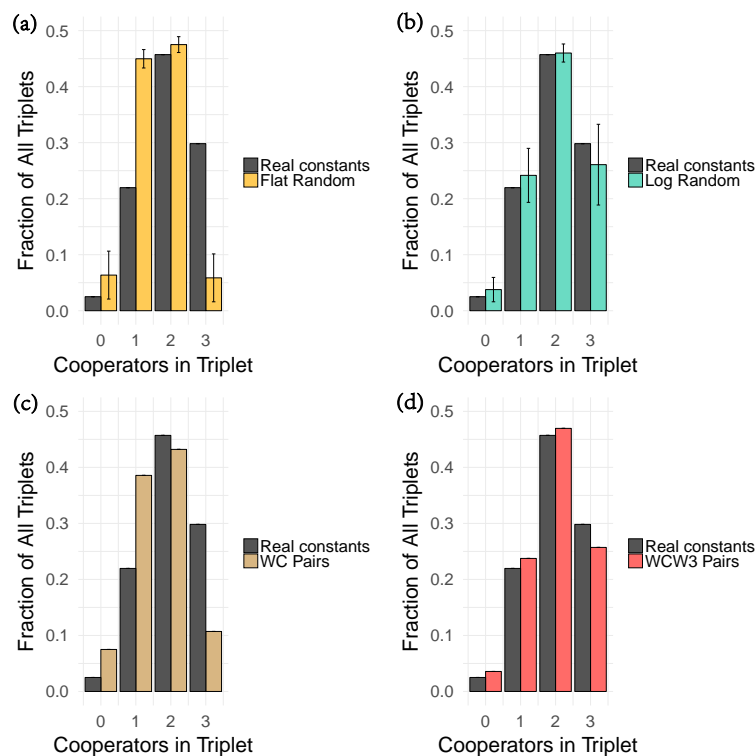 (a)
Fraction of All Triplets
0.5
0.4
0.3
0.2
0.1
0.0
0 1 2 3
Cooperators in Triplet
Real constants
Flat Random
(b)
Fraction of All Triplets
0.5
0.4
0.3
0.2
0.1
0.0
0 1 2 3
Cooperators in Triplet
Real constants
Log Random
(c)
Fraction of All Triplets
0.5
0.4
0.3
0.2
0.1
0.0
0 1 2 3
Cooperators in Triplet
Real constants
WC Pairs
(d)
Fraction of All Triplets
0.5
0.4
0.3
0.2
0.1
0.0
0 1 2 3
Cooperators in Triplet
Real constants
WCW3 Pairs